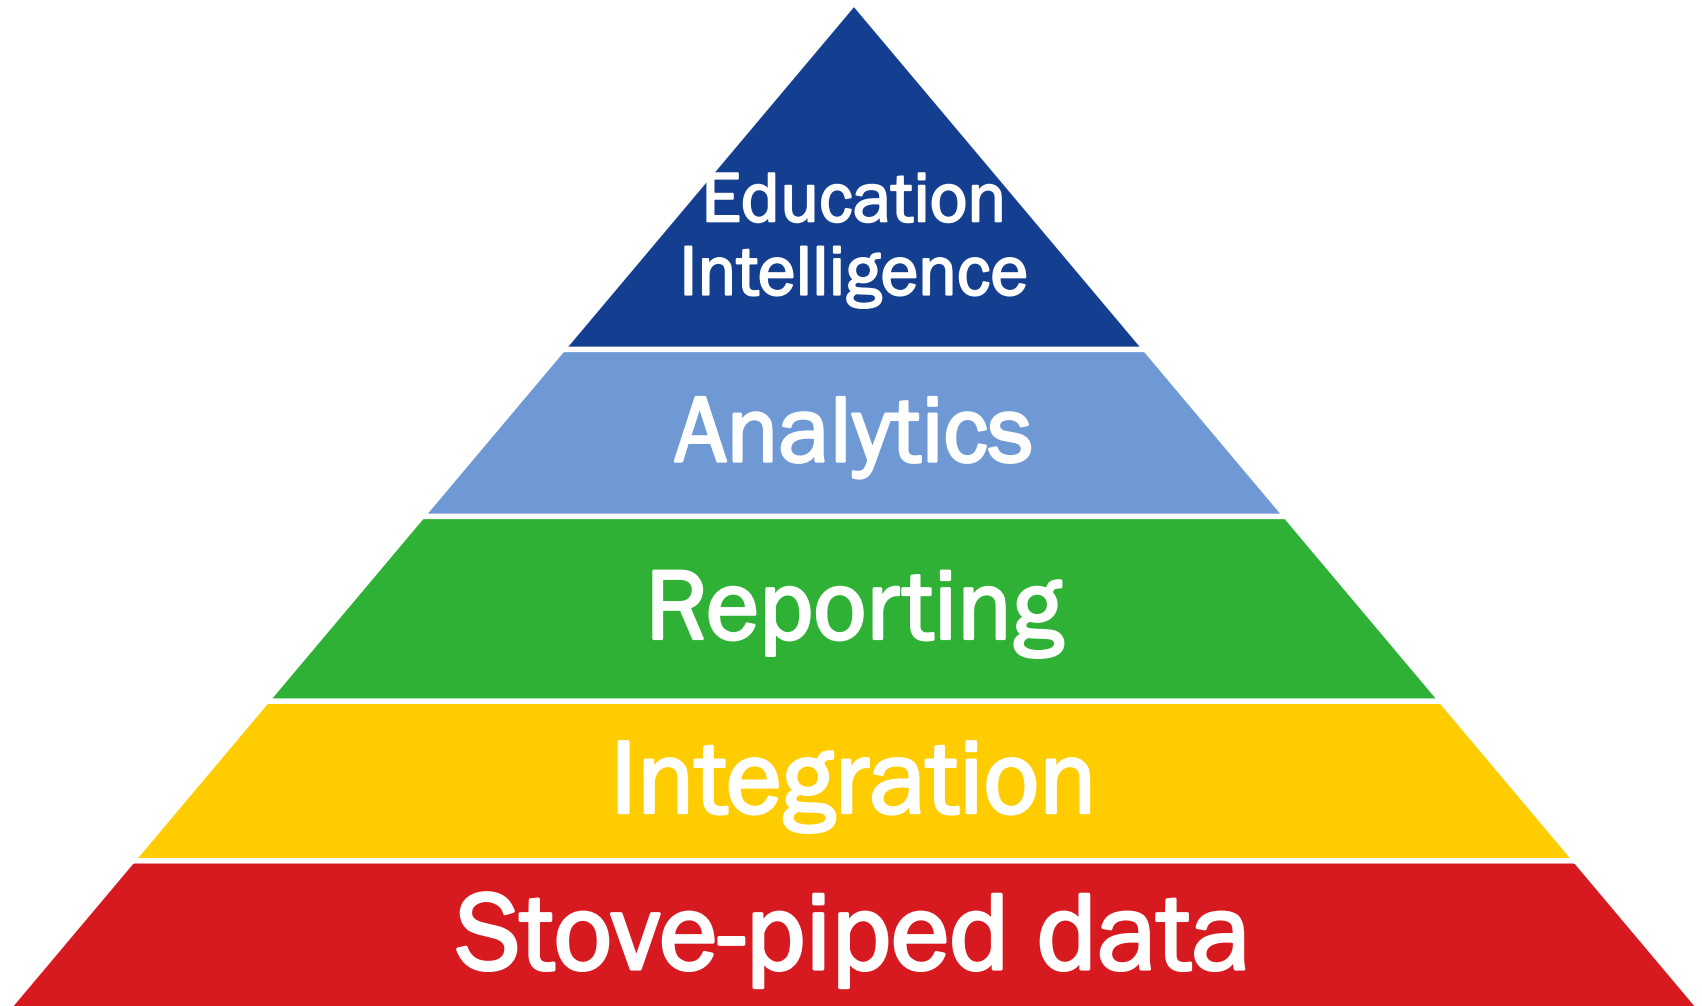 Education
Intelligence
Analytics
Reporting
Integration
Stove-piped data